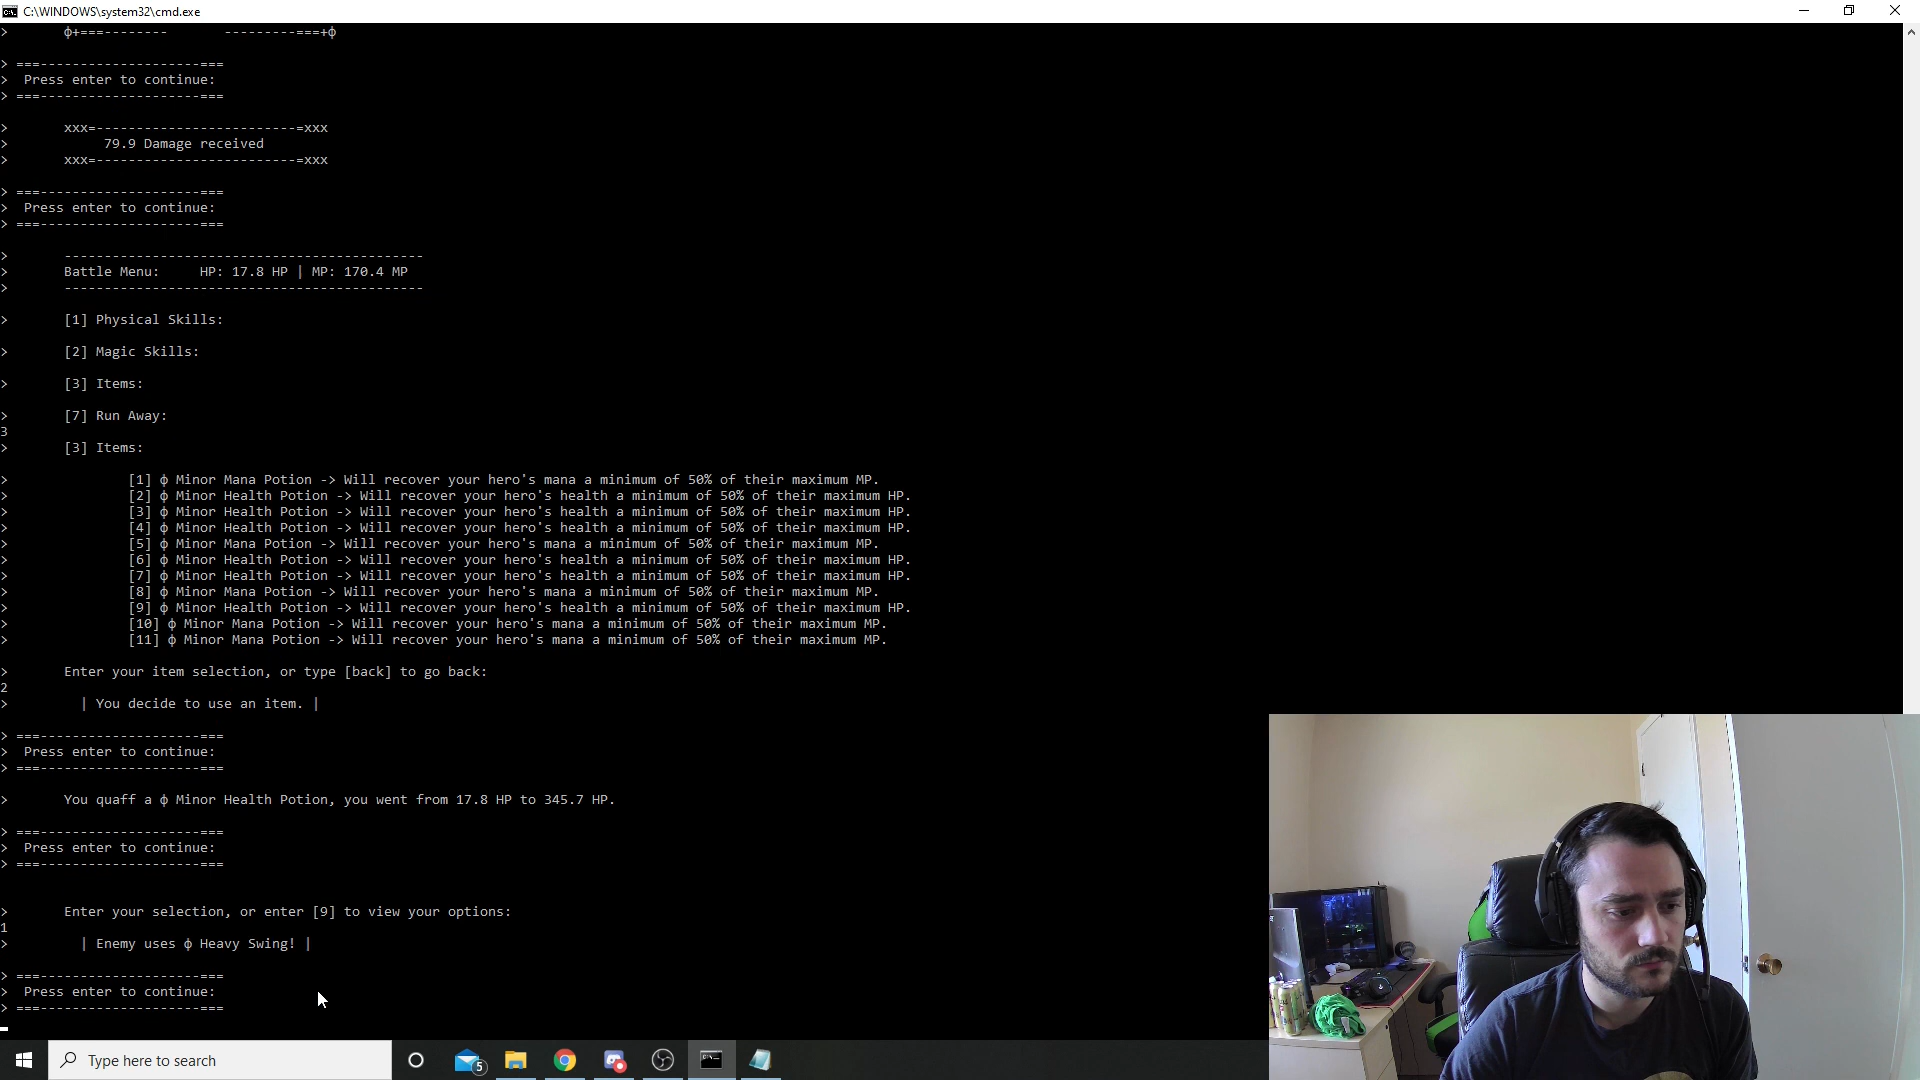 C:\WINDOWS\system32\cmd.exe
> ϕ+===-------- ---------===+ϕ
> ===--------------------===
> Press enter to continue:
> ===--------------------===
> xxx=-------------------------=xxx
> 79.9 Damage received
> xxx=-------------------------=xxx
> ===--------------------===
> Press enter to continue:
> ===--------------------===
> ---------------------------------------------
> Battle Menu: HP: 17.8 HP | MP: 170.4 MP
> ---------------------------------------------
> [1] Physical Skills:
> [2] Magic Skills:
> [3] Items:
> [7] Run Away:
3
> [3] Items:
> [1] ϕ Minor Mana Potion -> Will recover your hero's mana a minimum of 50% of their maximum MP.
> [2] ϕ Minor Health Potion -> Will recover your hero's health a minimum of 50% of their maximum HP.
> [3] ϕ Minor Health Potion -> Will recover your hero's health a minimum of 50% of their maximum HP.
> [4] ϕ Minor Health Potion -> Will recover your hero's health a minimum of 50% of their maximum HP.
> [5] ϕ Minor Mana Potion -> Will recover your hero's mana a minimum of 50% of their maximum MP.
> [6] ϕ Minor Health Potion -> Will recover your hero's health a minimum of 50% of their maximum HP.
> [7] ϕ Minor Health Potion -> Will recover your hero's health a minimum of 50% of their maximum HP.
> [8] ϕ Minor Mana Potion -> Will recover your hero's mana a minimum of 50% of their maximum MP.
> [9] ϕ Minor Health Potion -> Will recover your hero's health a minimum of 50% of their maximum HP.
> [10] ϕ Minor Mana Potion -> Will recover your hero's mana a minimum of 50% of their maximum MP.
> [11] ϕ Minor Mana Potion -> Will recover your hero's mana a minimum of 50% of their maximum MP.
> Enter your item selection, or type [back] to go back:
2
> | You decide to use an item. |
> ===--------------------===
> Press enter to continue:
> ===--------------------===
> You quaff a ϕ Minor Health Potion, you went from 17.8 HP to 345.7 HP.
> ===--------------------===
> Press enter to continue:
> ===--------------------===
> Enter your selection, or enter [9] to view your options:
1
> | Enemy uses ϕ Heavy Swing! |
> ===--------------------===
> Press enter to continue:
> ===--------------------===
Type here to search
5